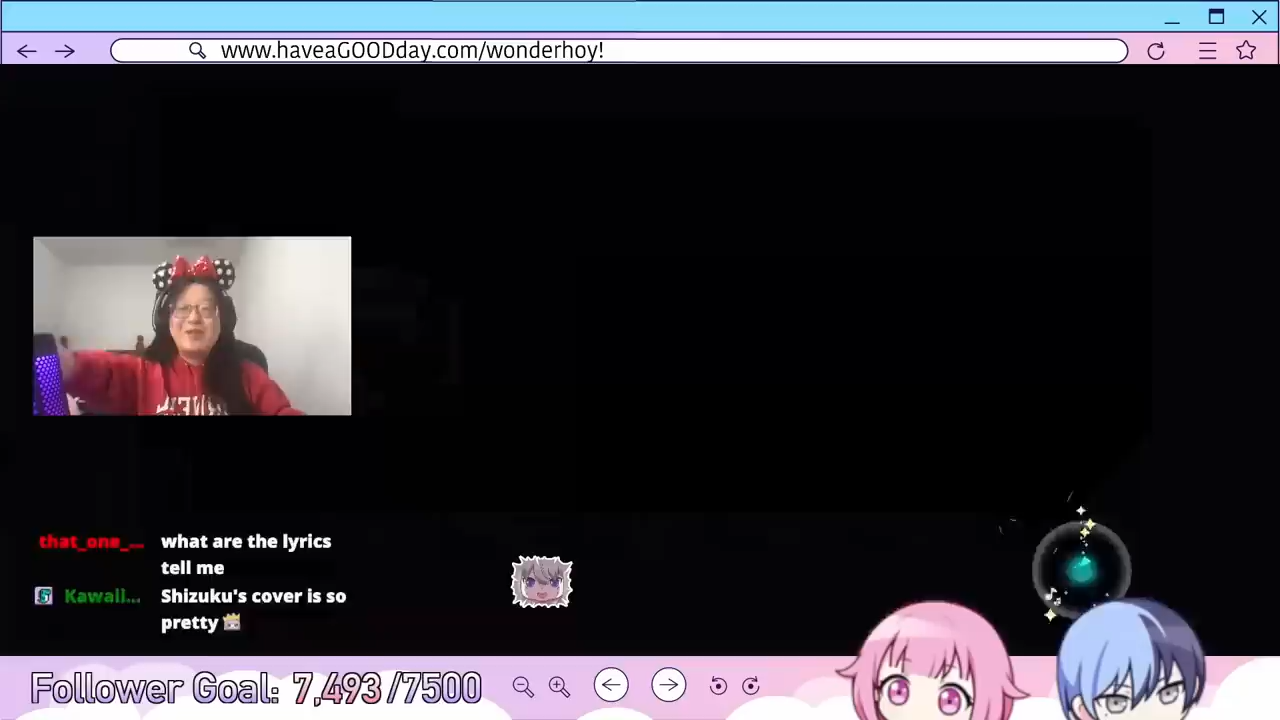 www.haveaGOODday.com/wonderhoy!
that_one_... what are the lyrics
tell me
Kawaii... Shizuku's cover is so
pretty
Follower Goal: 7,493 /7500